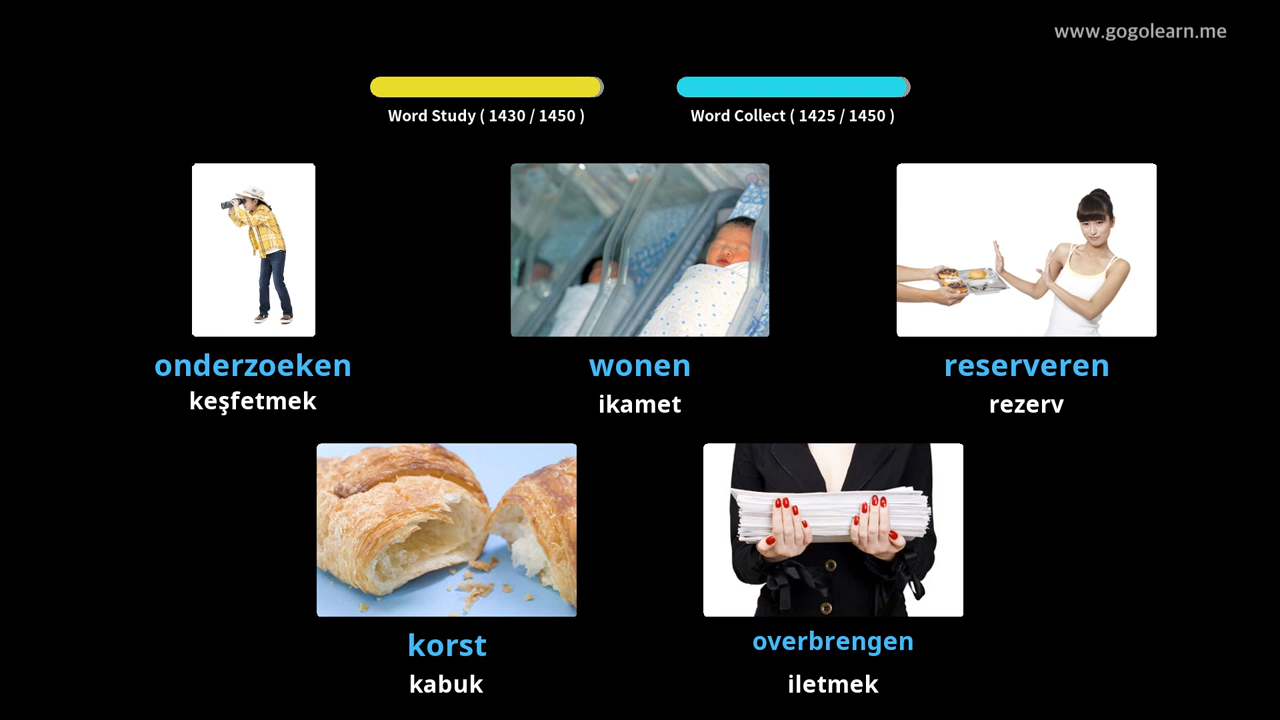 www.gogolearn.me
Word Study ( 1430 / 1450 )
Word Collect ( 1425 / 1450 )
onderzoeken
keşfetmek
wonen
ikamet
reserveren
rezerv
korst
kabuk
overbrengen
iletmek